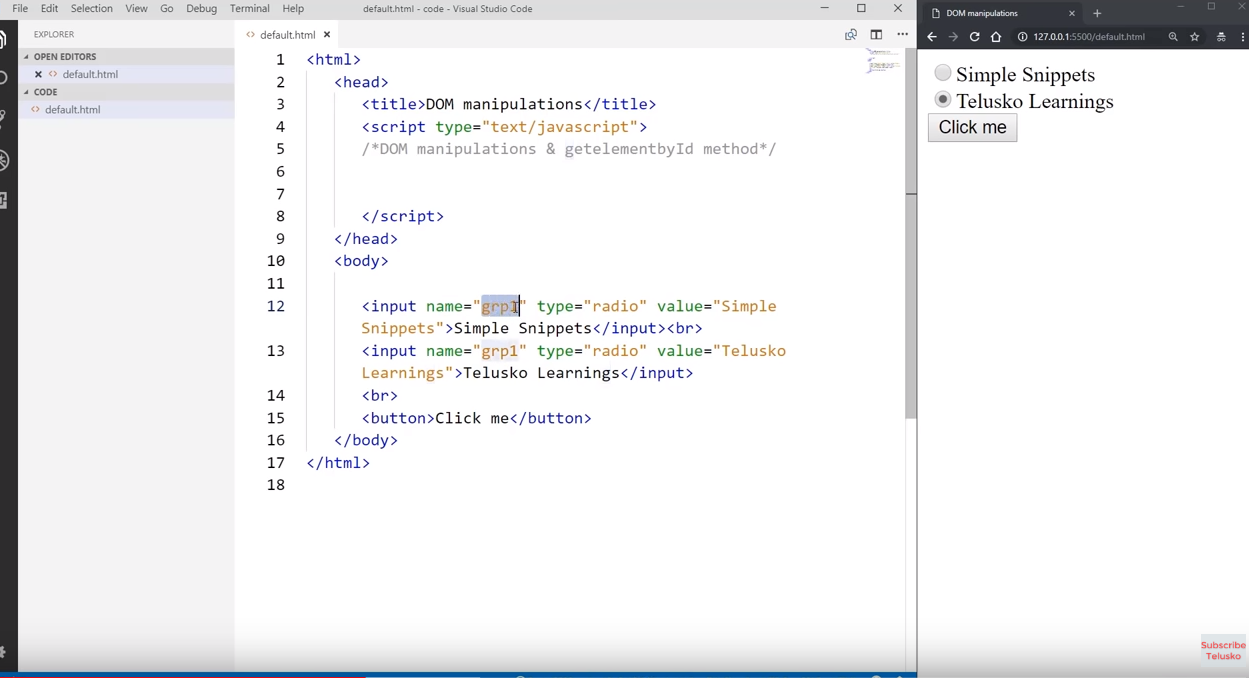 File Edit Selection View Go Debug Terminal Help
default.html - code - Visual Studio Code
EXPLORER
OPEN EDITORS
default.html
CODE
default.html
default.html
1 <html>
2 <head>
3 <title>DOM manipulations</title>
4 <script type="text/javascript">
5 /*DOM manipulations & getelementbyId method*/
6
7
8 </script>
9 </head>
10 <body>
11
12 <input name="grp1" type="radio" value="Simple
Snippets">Simple Snippets</input><br>
13 <input name="grp1" type="radio" value="Telusko
Learnings">Telusko Learnings</input>
14 <br>
15 <button>Click me</button>
16 </body>
17 </html>
18
DOM manipulations
127.0.0.1:5500/default.html
Simple Snippets
Telusko Learnings
Click me
Subscribe
Telusko